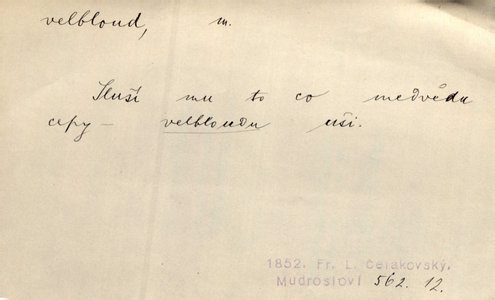 velbloud, m.
Sluší mu to co medvědu
cepy — velbloudu uši.
1852. Fr. L. Čelakovský,
Mudrosloví 562. 12.